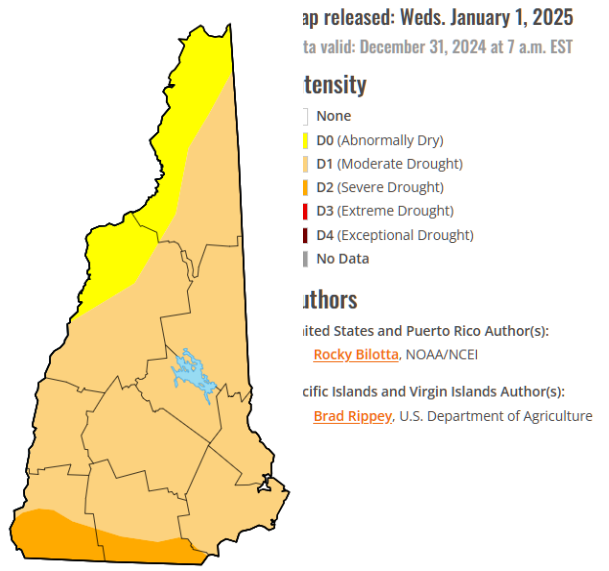 ap released: Weds. January 1, 2025
ta valid: December 31, 2024 at 7 a.m. EST
tensity
None
D0 (Abnormally Dry)
D1 (Moderate Drought)
D2 (Severe Drought)
D3 (Extreme Drought)
D4 (Exceptional Drought)
No Data
uthors
ited States and Puerto Rico Author(s):
Rocky Bilotta, NOAA/NCEI
cific Islands and Virgin Islands Author(s):
Brad Rippey, U.S. Department of Agriculture